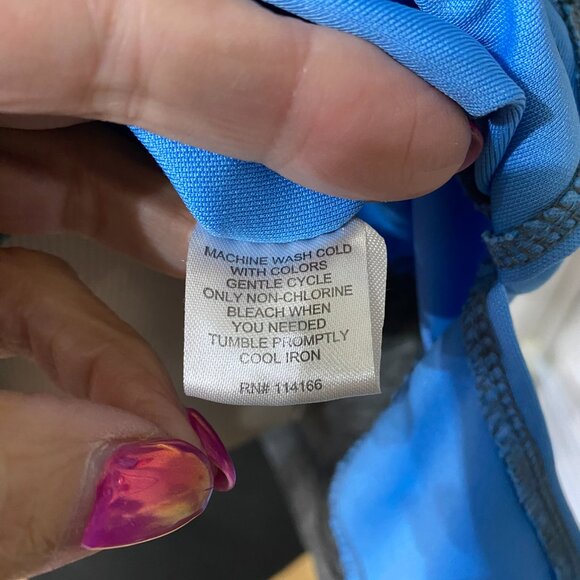 MACHINE WASH COLD
WITH COLORS
GENTLE CYCLE
ONLY NON-CHLORINE
BLEACH WHEN
YOU NEEDED
TUMBLE PROMPTLY
COOL IRON
RN# 114166